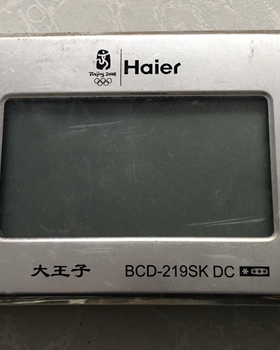 Haier
Beijing 2008
大王子 BCD-219SK DC